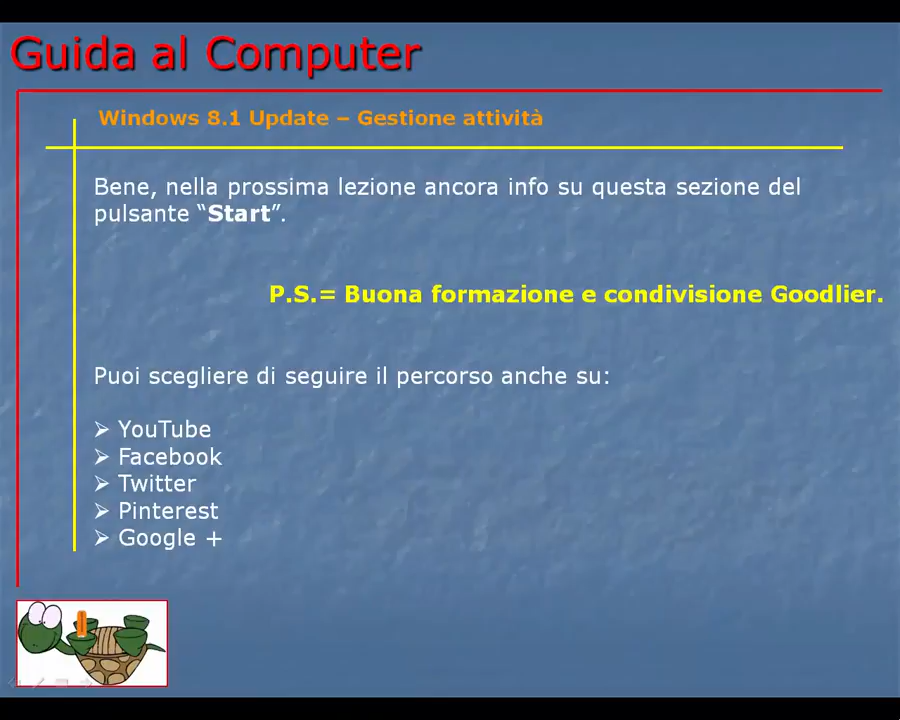 Guida al Computer
Windows 8.1 Update – Gestione attività
Bene, nella prossima lezione ancora info su questa sezione del
pulsante “Start”.
P.S.= Buona formazione e condivisione Goodlier.
Puoi scegliere di seguire il percorso anche su:
➢ YouTube
➢ Facebook
➢ Twitter
➢ Pinterest
➢ Google +